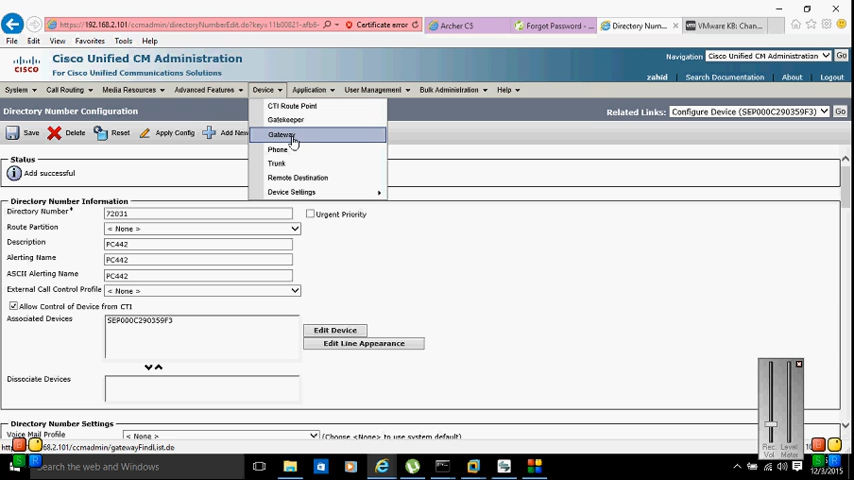 https://192.168.2.101/ccmadmin/directoryNumberEdit.do?key=11b00821-afb6-
Certificate error
Archer C5
Forgot Password - ...
Directory Num...
VMware KB: Chan...
File Edit View Favorites Tools Help
Cisco Unified CM Administration
Navigation Cisco Unified CM Administration Go
CISCO
For Cisco Unified Communications Solutions
zahid Search Documentation About Logout
System Call Routing Media Resources Advanced Features Device Application User Management Bulk Administration Help
Directory Number Configuration
Related Links: Configure Device (SEP000C290359F3) Go
CTI Route Point
Gatekeeper
Gateway
Phone
Trunk
Remote Destination
Device Settings
Save Delete Reset Apply Config Add New
Status
Add successful
Directory Number Information
Directory Number* 72031 Urgent Priority
Route Partition < None >
Description PC442
Alerting Name PC442
ASCII Alerting Name PC442
External Call Control Profile < None >
Allow Control of Device from CTI
Associated Devices SEP000C290359F3
Edit Device
Edit Line Appearance
Dissociate Devices
Directory Number Settings
Voice Mail Profile < None > (Choose <None> to use system default)
68.2.101/ccmadmin/gatewayFindList.do
Rec. Vol
Level Meter
S R
S R
Search the web and Windows
12/3/2015